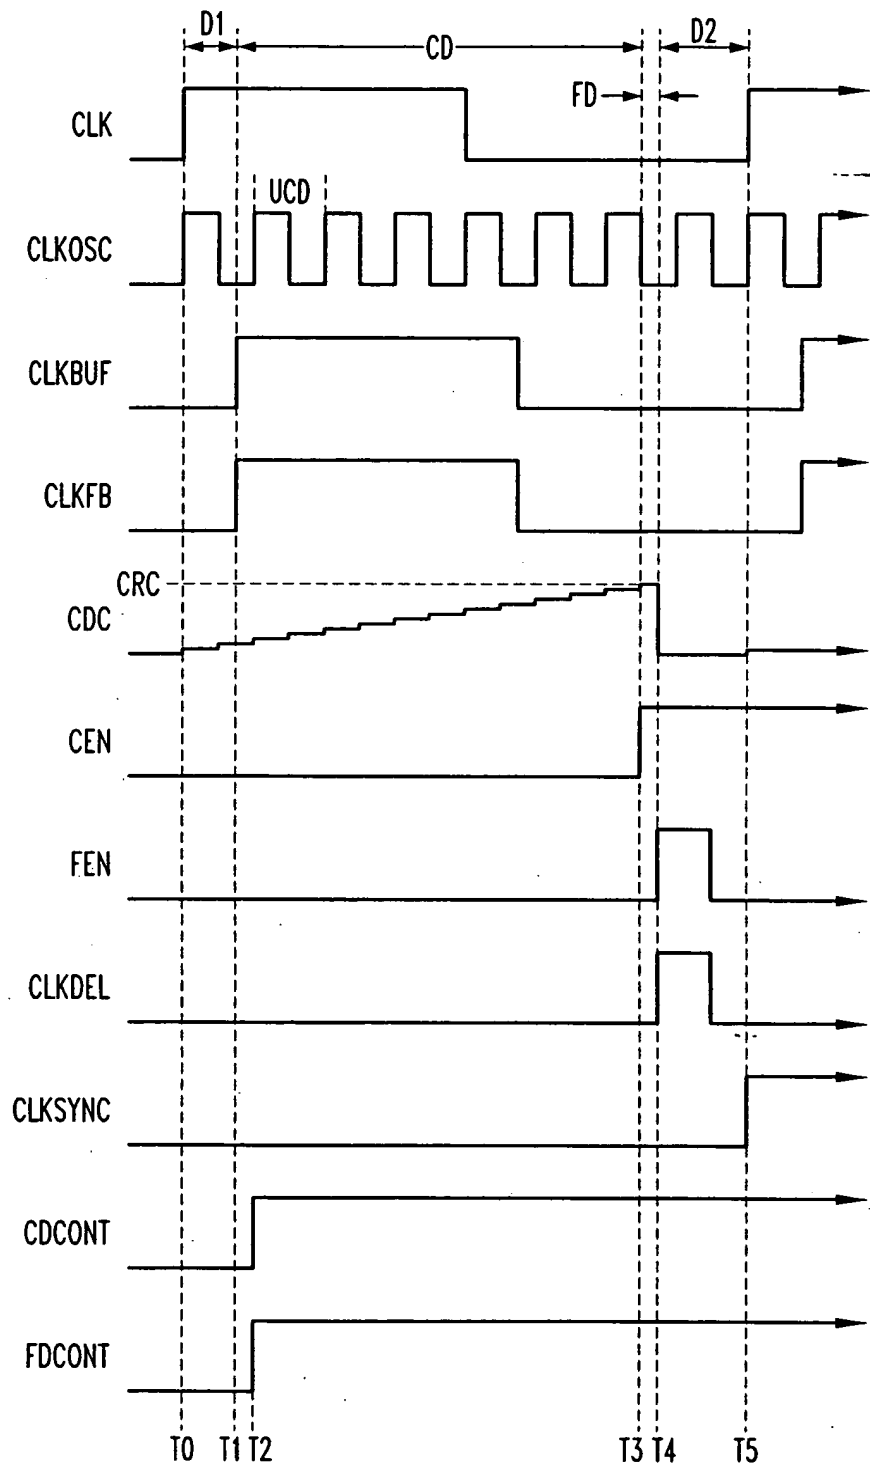 D1
CD
D2
FD
CLK
UCD
CLKOSC
CLKBUF
CLKFB
CRC
CDC
CEN
FEN
CLKDEL
CLKSYNC
CDCONT
FDCONT
T0 T1 T2 T3 T4 T5